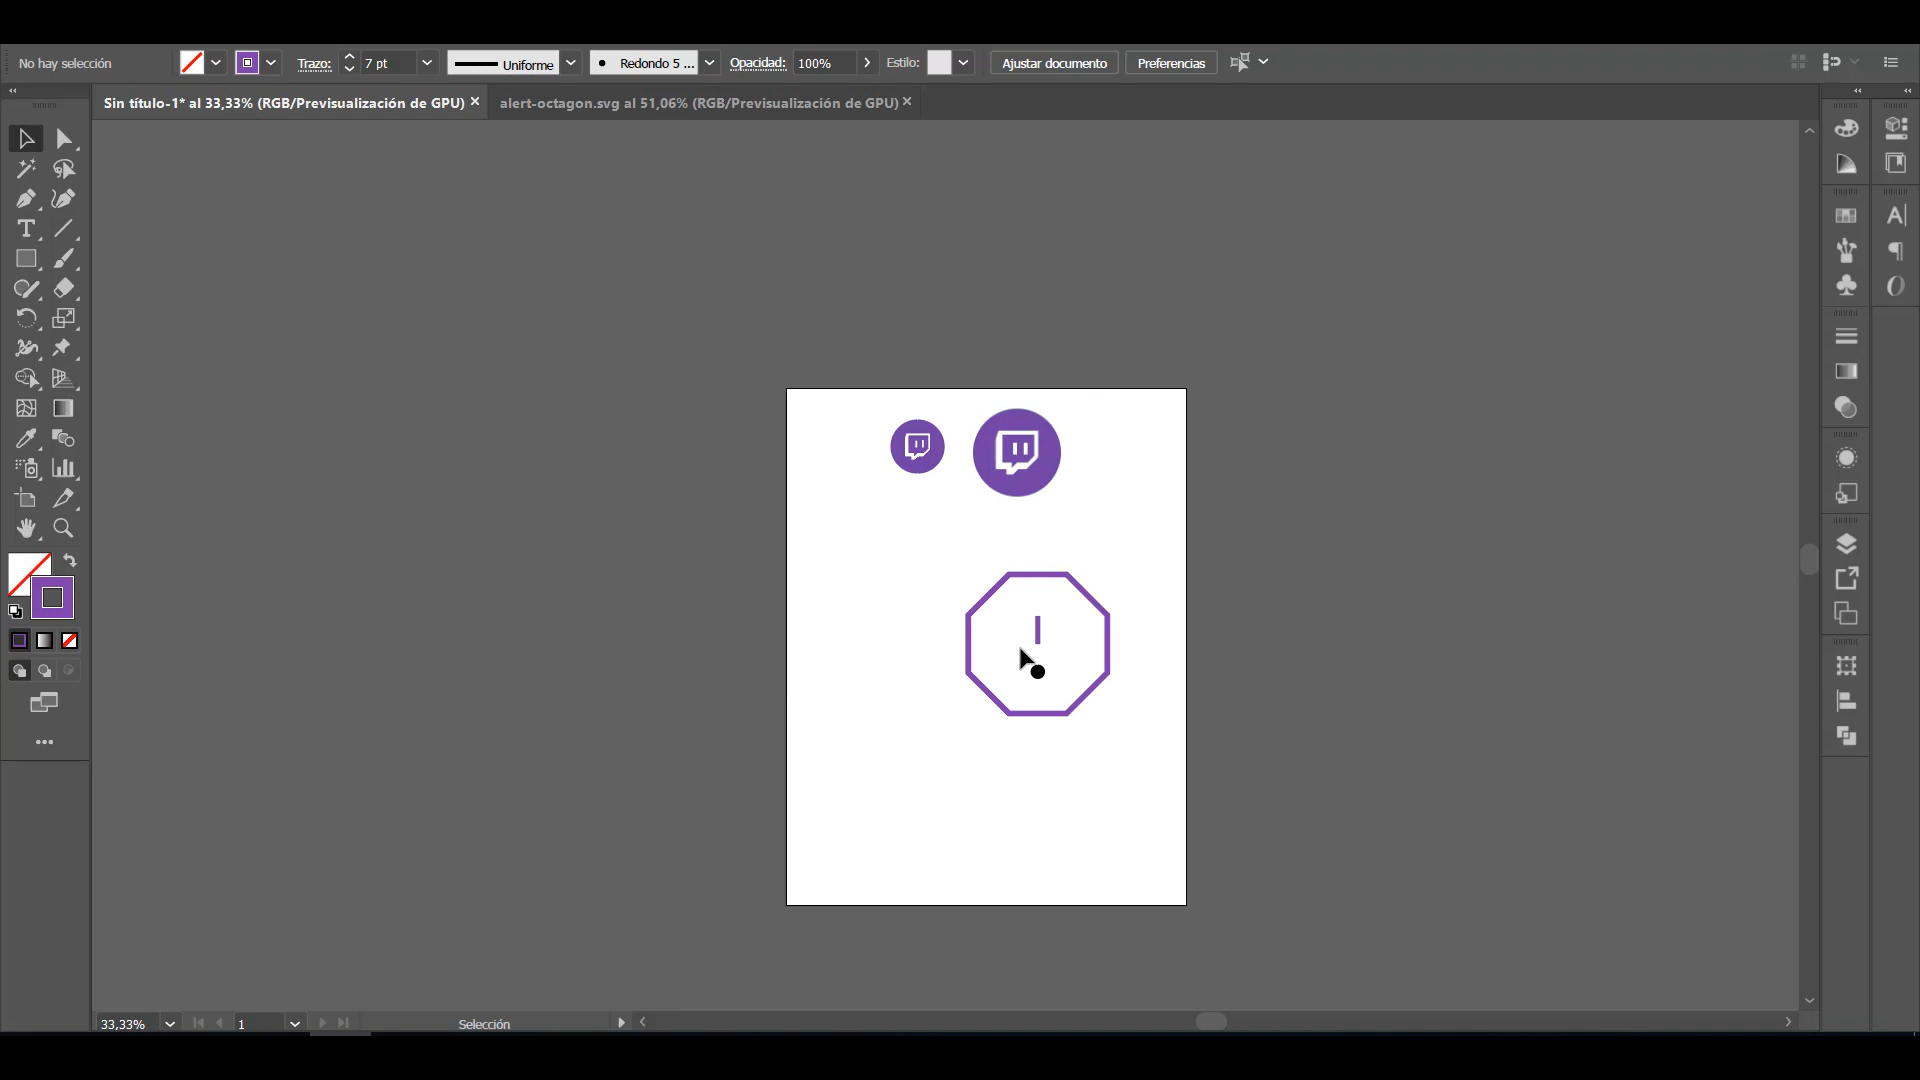 No hay selección
Trazo: 7 pt Uniforme Redondo 5 ... Opacidad: 100% Estilo: Ajustar documento Preferencias
Sin título-1* al 33,33% (RGB/Previsualización de GPU) ×
alert-octagon.svg al 51,06% (RGB/Previsualización de GPU) ×
33,33% 1 Selección